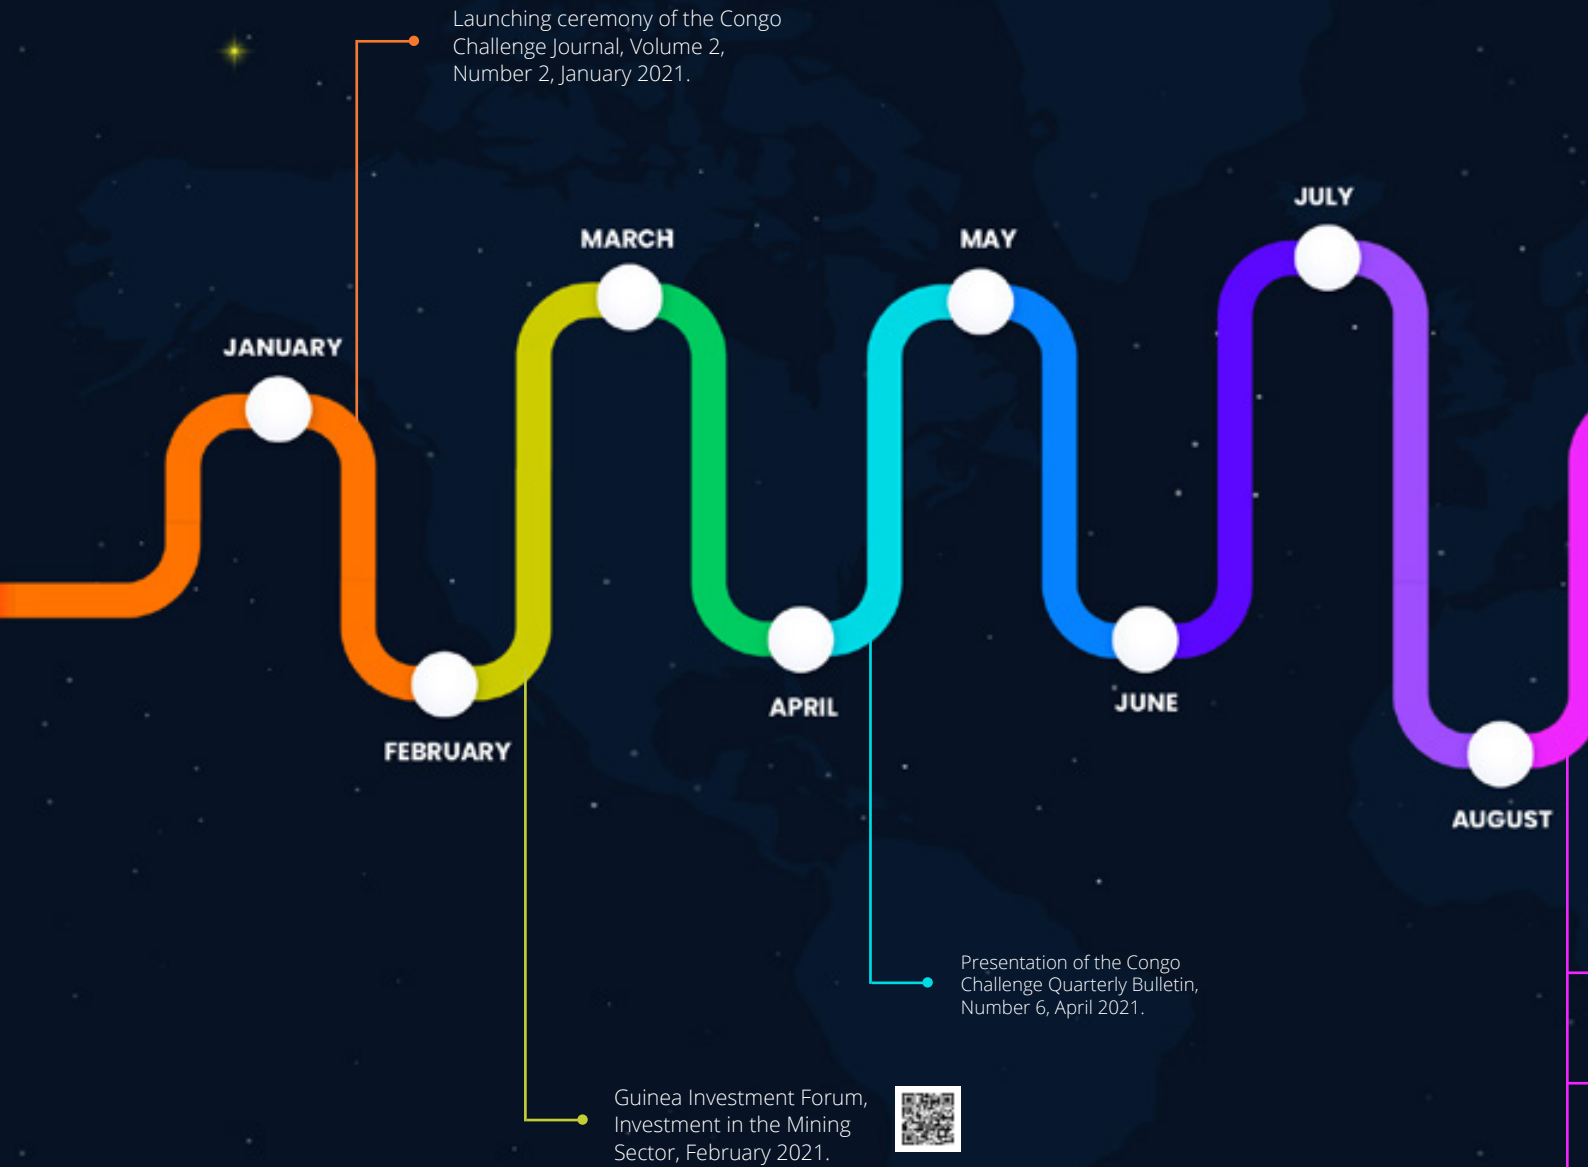 Launching ceremony of the Congo
Challenge Journal, Volume 2,
Number 2, January 2021.
JULY
MARCH
MAY
JANUARY
APRIL
JUNE
FEBRUARY
AUGUST
Presentation of the Congo
Challenge Quarterly Bulletin,
Number 6, April 2021.
Guinea Investment Forum,
Investment in the Mining
Sector, February 2021.